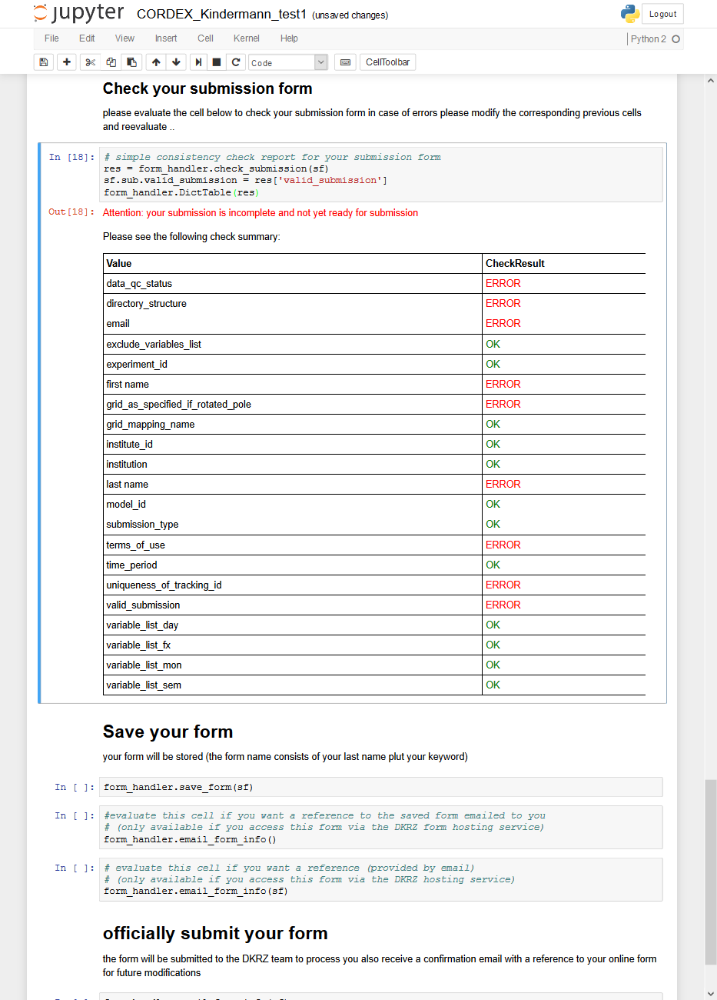 jupyter CORDEX_Kindermann_test1 (unsaved changes) Logout
File Edit View Insert Cell Kernel Help Python 2
Code CellToolbar
Check your submission form
please evaluate the cell below to check your submission form in case of errors please modify the corresponding previous cells
and reevaluate ..
In [18]: # simple consistency check report for your submission form
res = form_handler.check_submission(sf)
sf.sub.valid_submission = res['valid_submission']
form_handler.DictTable(res)
Out[18]: Attention: your submission is incomplete and not yet ready for submission
Please see the following check summary:
Value CheckResult
data_qc_status ERROR
directory_structure ERROR
email ERROR
exclude_variables_list OK
experiment_id OK
first name ERROR
grid_as_specified_if_rotated_pole ERROR
grid_mapping_name OK
institute_id OK
institution OK
last name ERROR
model_id OK
submission_type OK
terms_of_use ERROR
time_period OK
uniqueness_of_tracking_id ERROR
valid_submission ERROR
variable_list_day OK
variable_list_fx OK
variable_list_mon OK
variable_list_sem OK
Save your form
your form will be stored (the form name consists of your last name plut your keyword)
In [ ]: form_handler.save_form(sf)
In [ ]: #evaluate this cell if you want a reference to the saved form emailed to you
# (only available if you access this form via the DKRZ form hosting service)
form_handler.email_form_info()
In [ ]: # evaluate this cell if you want a reference (provided by email)
# (only available if you access this form via the DKRZ hosting service)
form_handler.email_form_info(sf)
officially submit your form
the form will be submitted to the DKRZ team to process you also receive a confirmation email with a reference to your online form
for future modifications